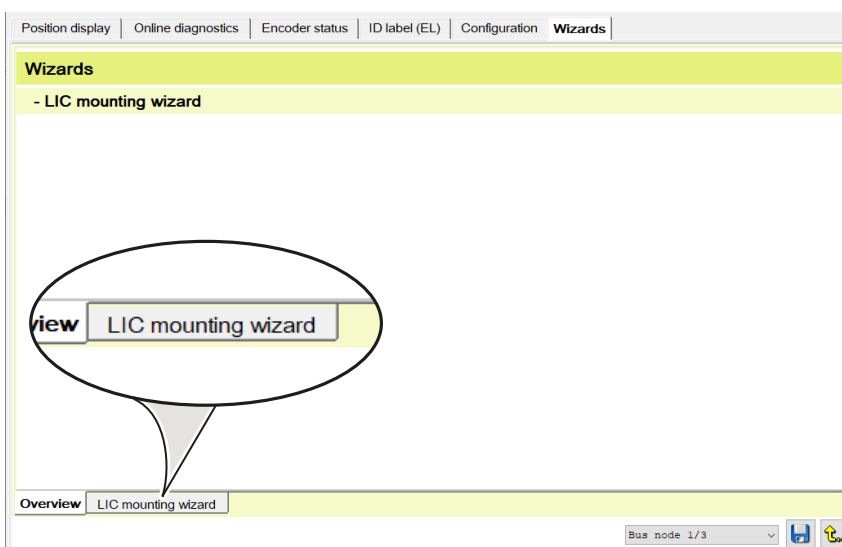 Position display Online diagnostics Encoder status ID label (EL) Configuration Wizards
Wizards
- LIC mounting wizard
view LIC mounting wizard
Overview LIC mounting wizard
Bus node 1/3